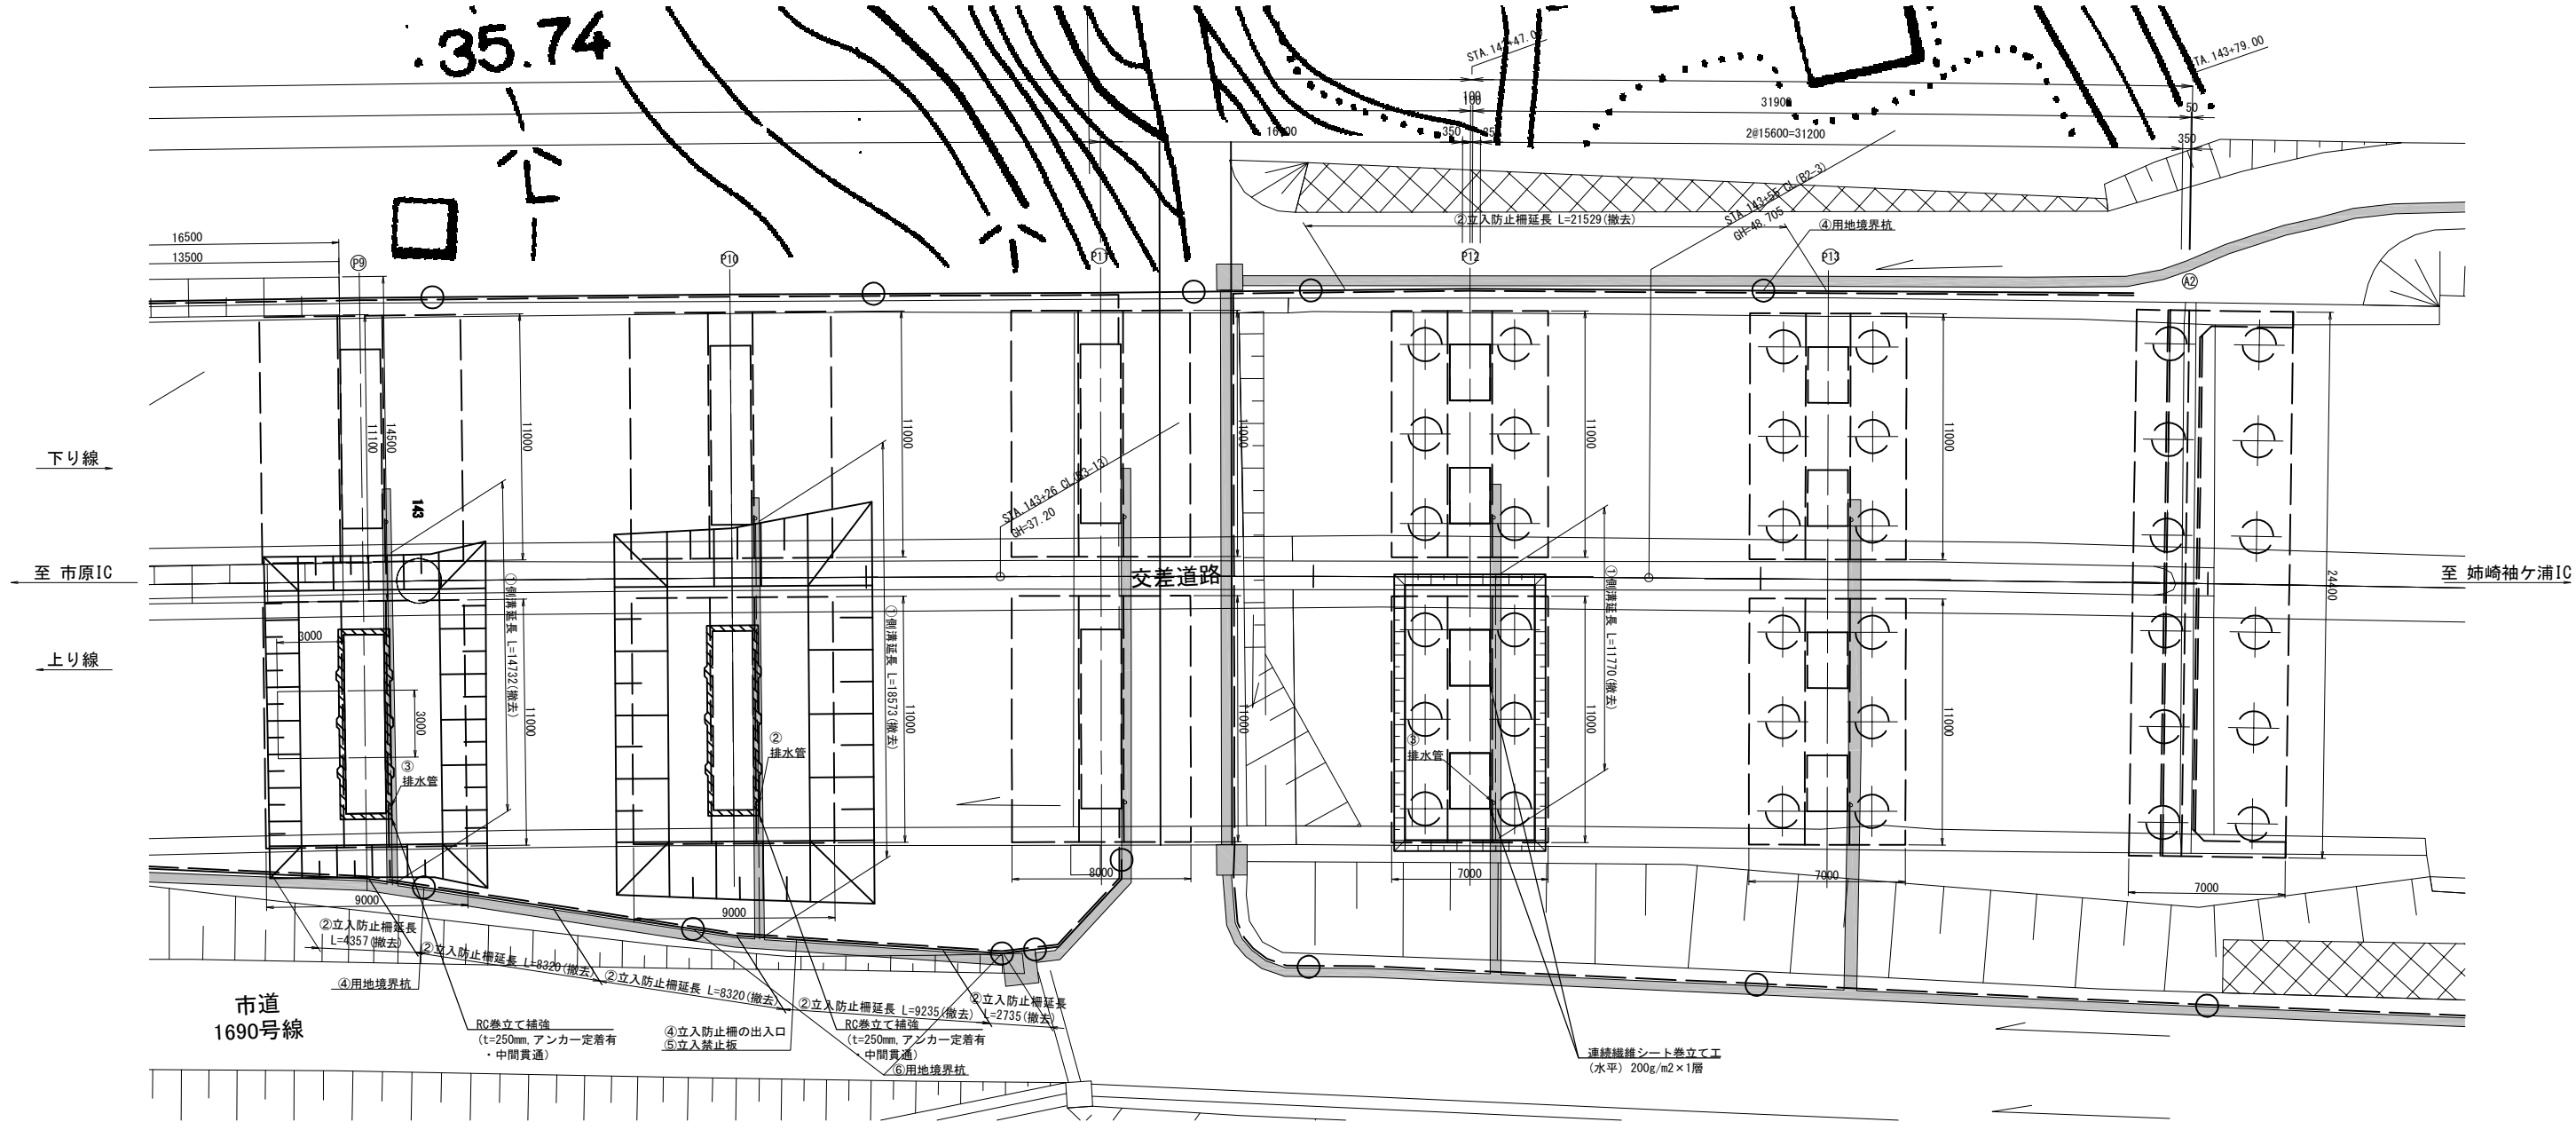 35.74
STA.143+79.00
100
100
31900
50
350
2@15600=31200
350
②立入防止柵延長 L=21529(撤去)
STA.143+55 CL(B2-3)
GH=48.705
④用地境界杭
16500
13500
P9
P10
P11
P12
P13
A2
11100
14500
11000
11000
11000
11000
11000
143
下り線
STA.143+26 CL(B3-13)
GH=37.20
至 市原IC
交差道路
至 姉崎袖ケ浦IC
上り線
①側溝延長 L=14732(撤去)
①側溝延長 L=18573(撤去)
①側溝延長 L=11770(撤去)
24400
3000
3000
11000
11000
11000
11000
11000
③
排水管
②
排水管
③
排水管
9000
9000
8000
7000
7000
7000
②立入防止柵延長
L=4357(撤去)
②立入防止柵延長 L=8320(撤去)
②立入防止柵延長 L=8320(撤去)
②立入防止柵延長 L=9235(撤去)
②立入防止柵延長
L=2735(撤去)
④用地境界杭
市道
1690号線
RC巻立て補強
(t=250mm,アンカー定着有
・中間貫通)
④立入防止柵の出入口
⑤立入禁止板
RC巻立て補強
(t=250mm,アンカー定着有
・中間貫通)
⑥用地境界杭
連続繊維シート巻立て工
(水平) 200g/m2×1層